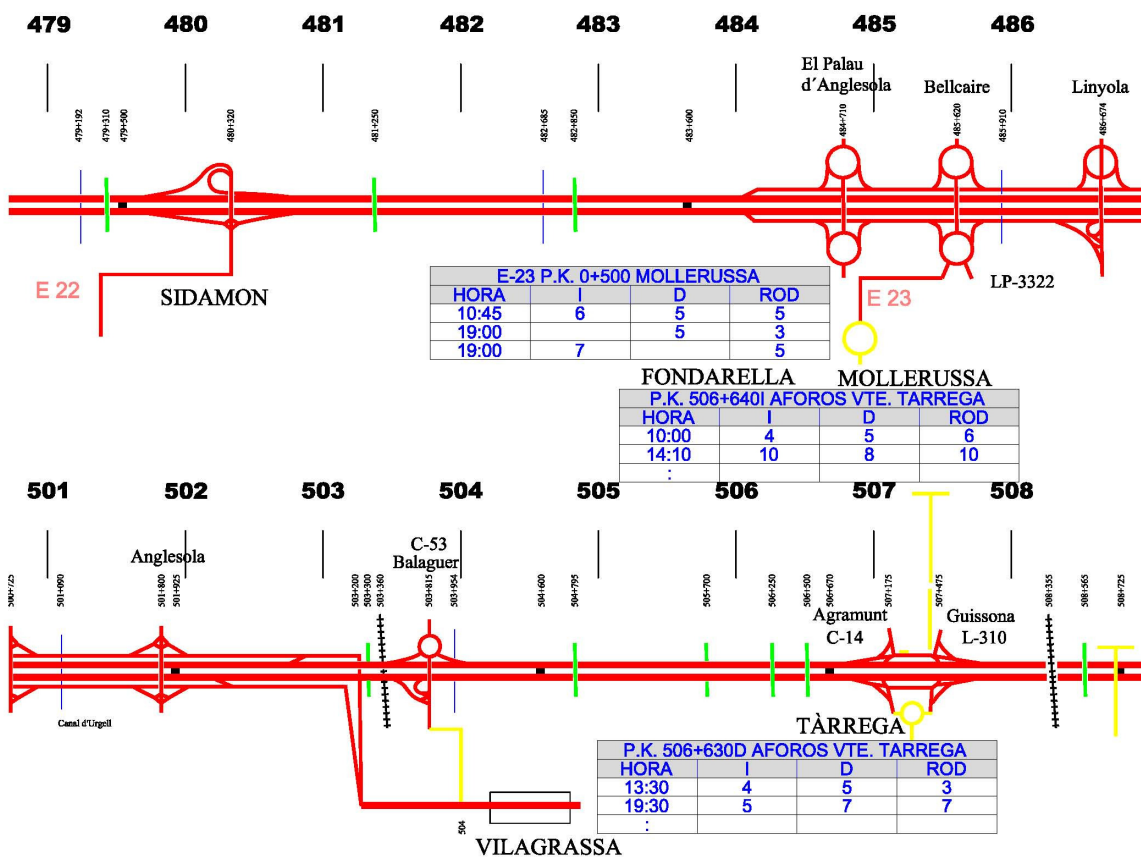 479 480 481 482 483 484 485 486
El Palau
d´Anglesola
Bellcaire
Linyola
479+192
479+310
479+500
480+320
481+250
482+685
482+850
483+600
484+710
485+620
485+910
486+674
E 22
SIDAMON
E-23 P.K. 0+500 MOLLERUSSA
HORA I D ROD
10:45 6 5 5
19:00 5 3
19:00 7 5
E 23
LP-3322
FONDARELLA MOLLERUSSA
P.K. 506+640I AFOROS VTE. TARREGA
HORA I D ROD
10:00 4 5 6
14:10 10 8 10
:
501 502 503 504 505 506 507 508
Anglesola
C-53
Balaguer
Agramunt
C-14
Guissona
L-310
500+725
501+090
501+800
501+925
503+200
503+300
503+360
503+815
503+954
504+600
504+795
505+700
506+250
506+500
506+670
507+175
507+475
508+355
508+565
508+725
Canal d'Urgell
TÀRREGA
P.K. 506+630D AFOROS VTE. TARREGA
HORA I D ROD
13:30 4 5 3
19:30 5 7 7
:
504
VILAGRASSA